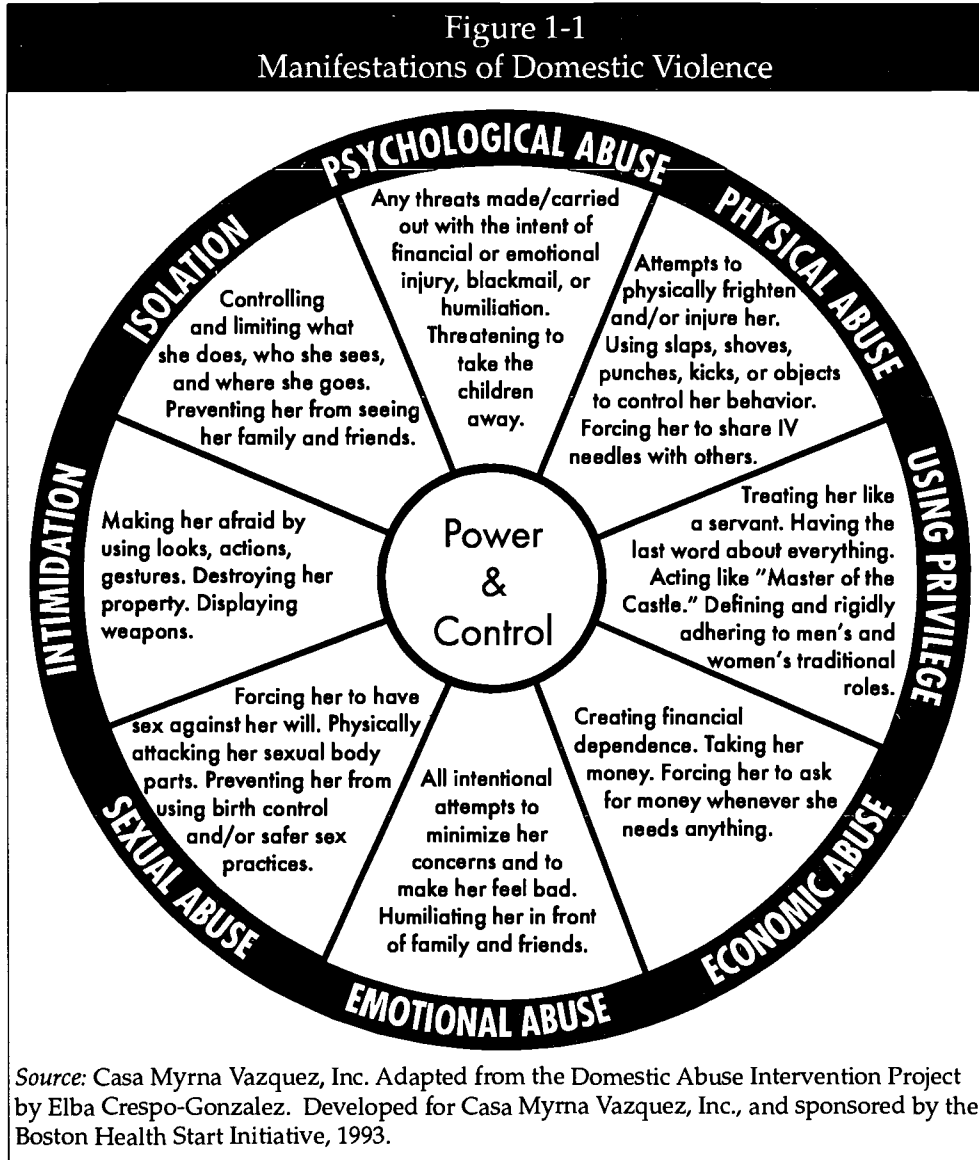 Figure 1-1
Manifestations of Domestic Violence
PSYCHOLOGICAL ABUSE
Any threats made/carried
out with the intent of
financial or emotional
injury, blackmail, or
humiliation.
Threatening to
take the
children
away.
PHYSICAL ABUSE
Attempts to
physically frighten
and/or injure her.
Using slaps, shoves,
punches, kicks, or objects
to control her behavior.
Forcing her to share IV
needles with others.
USING PRIVILEGE
Treating her like
a servant. Having the
last word about everything.
Acting like "Master of the
Castle." Defining and rigidly
adhering to men's and
women's traditional
roles.
ECONOMIC ABUSE
Creating financial
dependence. Taking her
money. Forcing her to ask
for money whenever she
needs anything.
EMOTIONAL ABUSE
All intentional
attempts to
minimize her
concerns and to
make her feel bad.
Humiliating her in front
of family and friends.
SEXUAL ABUSE
Forcing her to have
sex against her will. Physically
attacking her sexual body
parts. Preventing her from
using birth control
and/or safer sex
practices.
INTIMIDATION
Making her afraid by
using looks, actions,
gestures. Destroying her
property. Displaying
weapons.
ISOLATION
Controlling
and limiting what
she does, who she sees,
and where she goes.
Preventing her from seeing
her family and friends.
Power
&
Control
Source: Casa Myrna Vazquez, Inc. Adapted from the Domestic Abuse Intervention Project
by Elba Crespo-Gonzalez. Developed for Casa Myrna Vazquez, Inc., and sponsored by the
Boston Health Start Initiative, 1993.